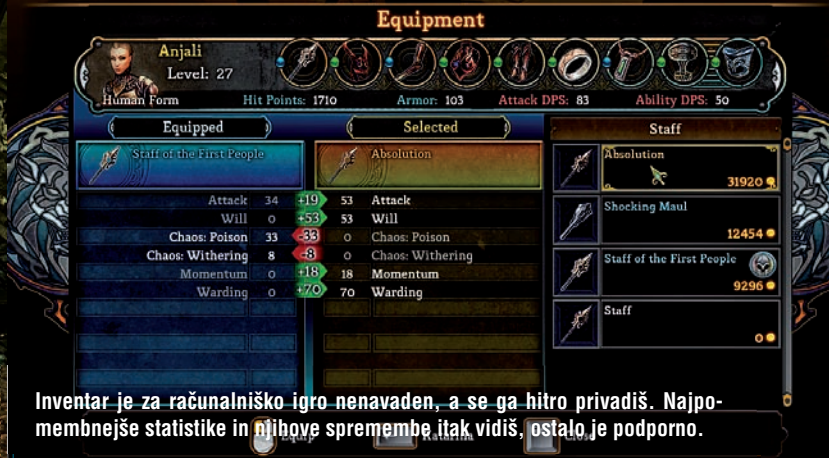 Equipment
Anjali
Level: 27
Human Form
Hit Points: 1710 Armor: 103 Attack DPS: 83 Ability DPS: 50
Equipped Selected Staff
Staff of the First People
Absolution
Attack 34 +19 53 Attack
Will 0 +53 53 Will
Chaos: Poison 33 -33 0 Chaos: Poison
Chaos: Withering 8 -8 0 Chaos: Withering
Momentum 0 +18 18 Momentum
Warding 0 +70 70 Warding
Absolution
31920
Shocking Maul
12454
Staff of the First People
9296
Staff
0
Inventar je za računalniško igro nenavaden, a se ga hitro privadiš. Najpo-
membnejše statistike in njihove spremembe itak vidiš, ostalo je podporno.
Equip Katarina Close